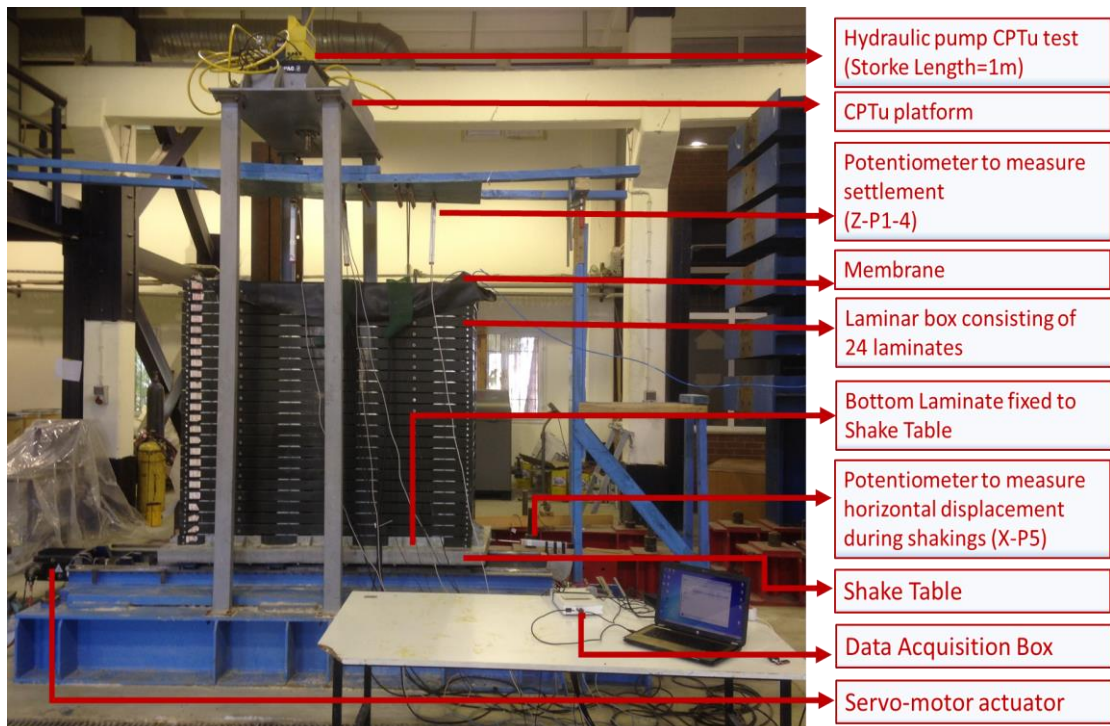 Hydraulic pump CPTu test
(Storke Length=1m)
CPTu platform
Potentiometer to measure
settlement
(Z-P1-4)
Membrane
Laminar box consisting of
24 laminates
Bottom Laminate fixed to
Shake Table
Potentiometer to measure
horizontal displacement
during shakings (X-P5)
Shake Table
Data Acquisition Box
Servo-motor actuator